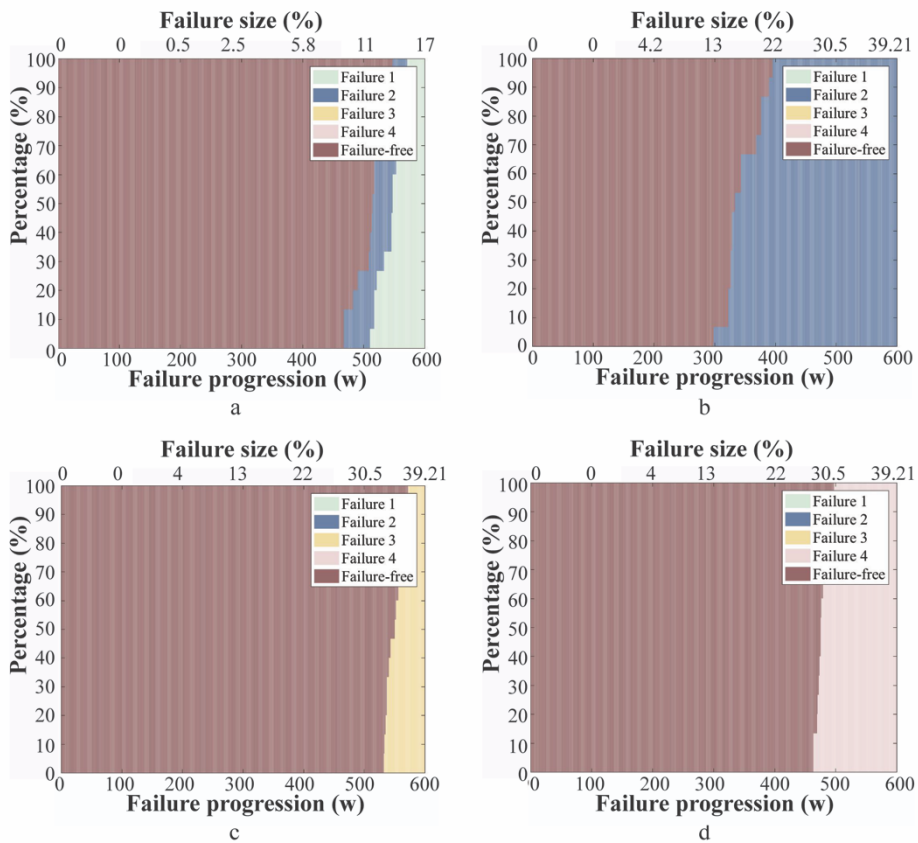 Failure size (%)
0 0 0.5 2.5 5.8 11 17
100
90
80
70
60
50
40
30
20
10
0
Percentage (%)
Failure 1
Failure 2
Failure 3
Failure 4
Failure-free
0 100 200 300 400 500 600
Failure progression (w)
a
Failure size (%)
0 0 4.2 13 22 30.5 39.21
100
90
80
70
60
50
40
30
20
10
0
Percentage (%)
Failure 1
Failure 2
Failure 3
Failure 4
Failure-free
0 100 200 300 400 500 600
Failure progression (w)
b
Failure size (%)
0 0 4 13 22 30.5 39.21
100
90
80
70
60
50
40
30
20
10
0
Percentage (%)
Failure 1
Failure 2
Failure 3
Failure 4
Failure-free
0 100 200 300 400 500 600
Failure progression (w)
c
Failure size (%)
0 0 4 13 22 30.5 39.21
100
90
80
70
60
50
40
30
20
10
0
Percentage (%)
Failure 1
Failure 2
Failure 3
Failure 4
Failure-free
0 100 200 300 400 500 600
Failure progression (w)
d